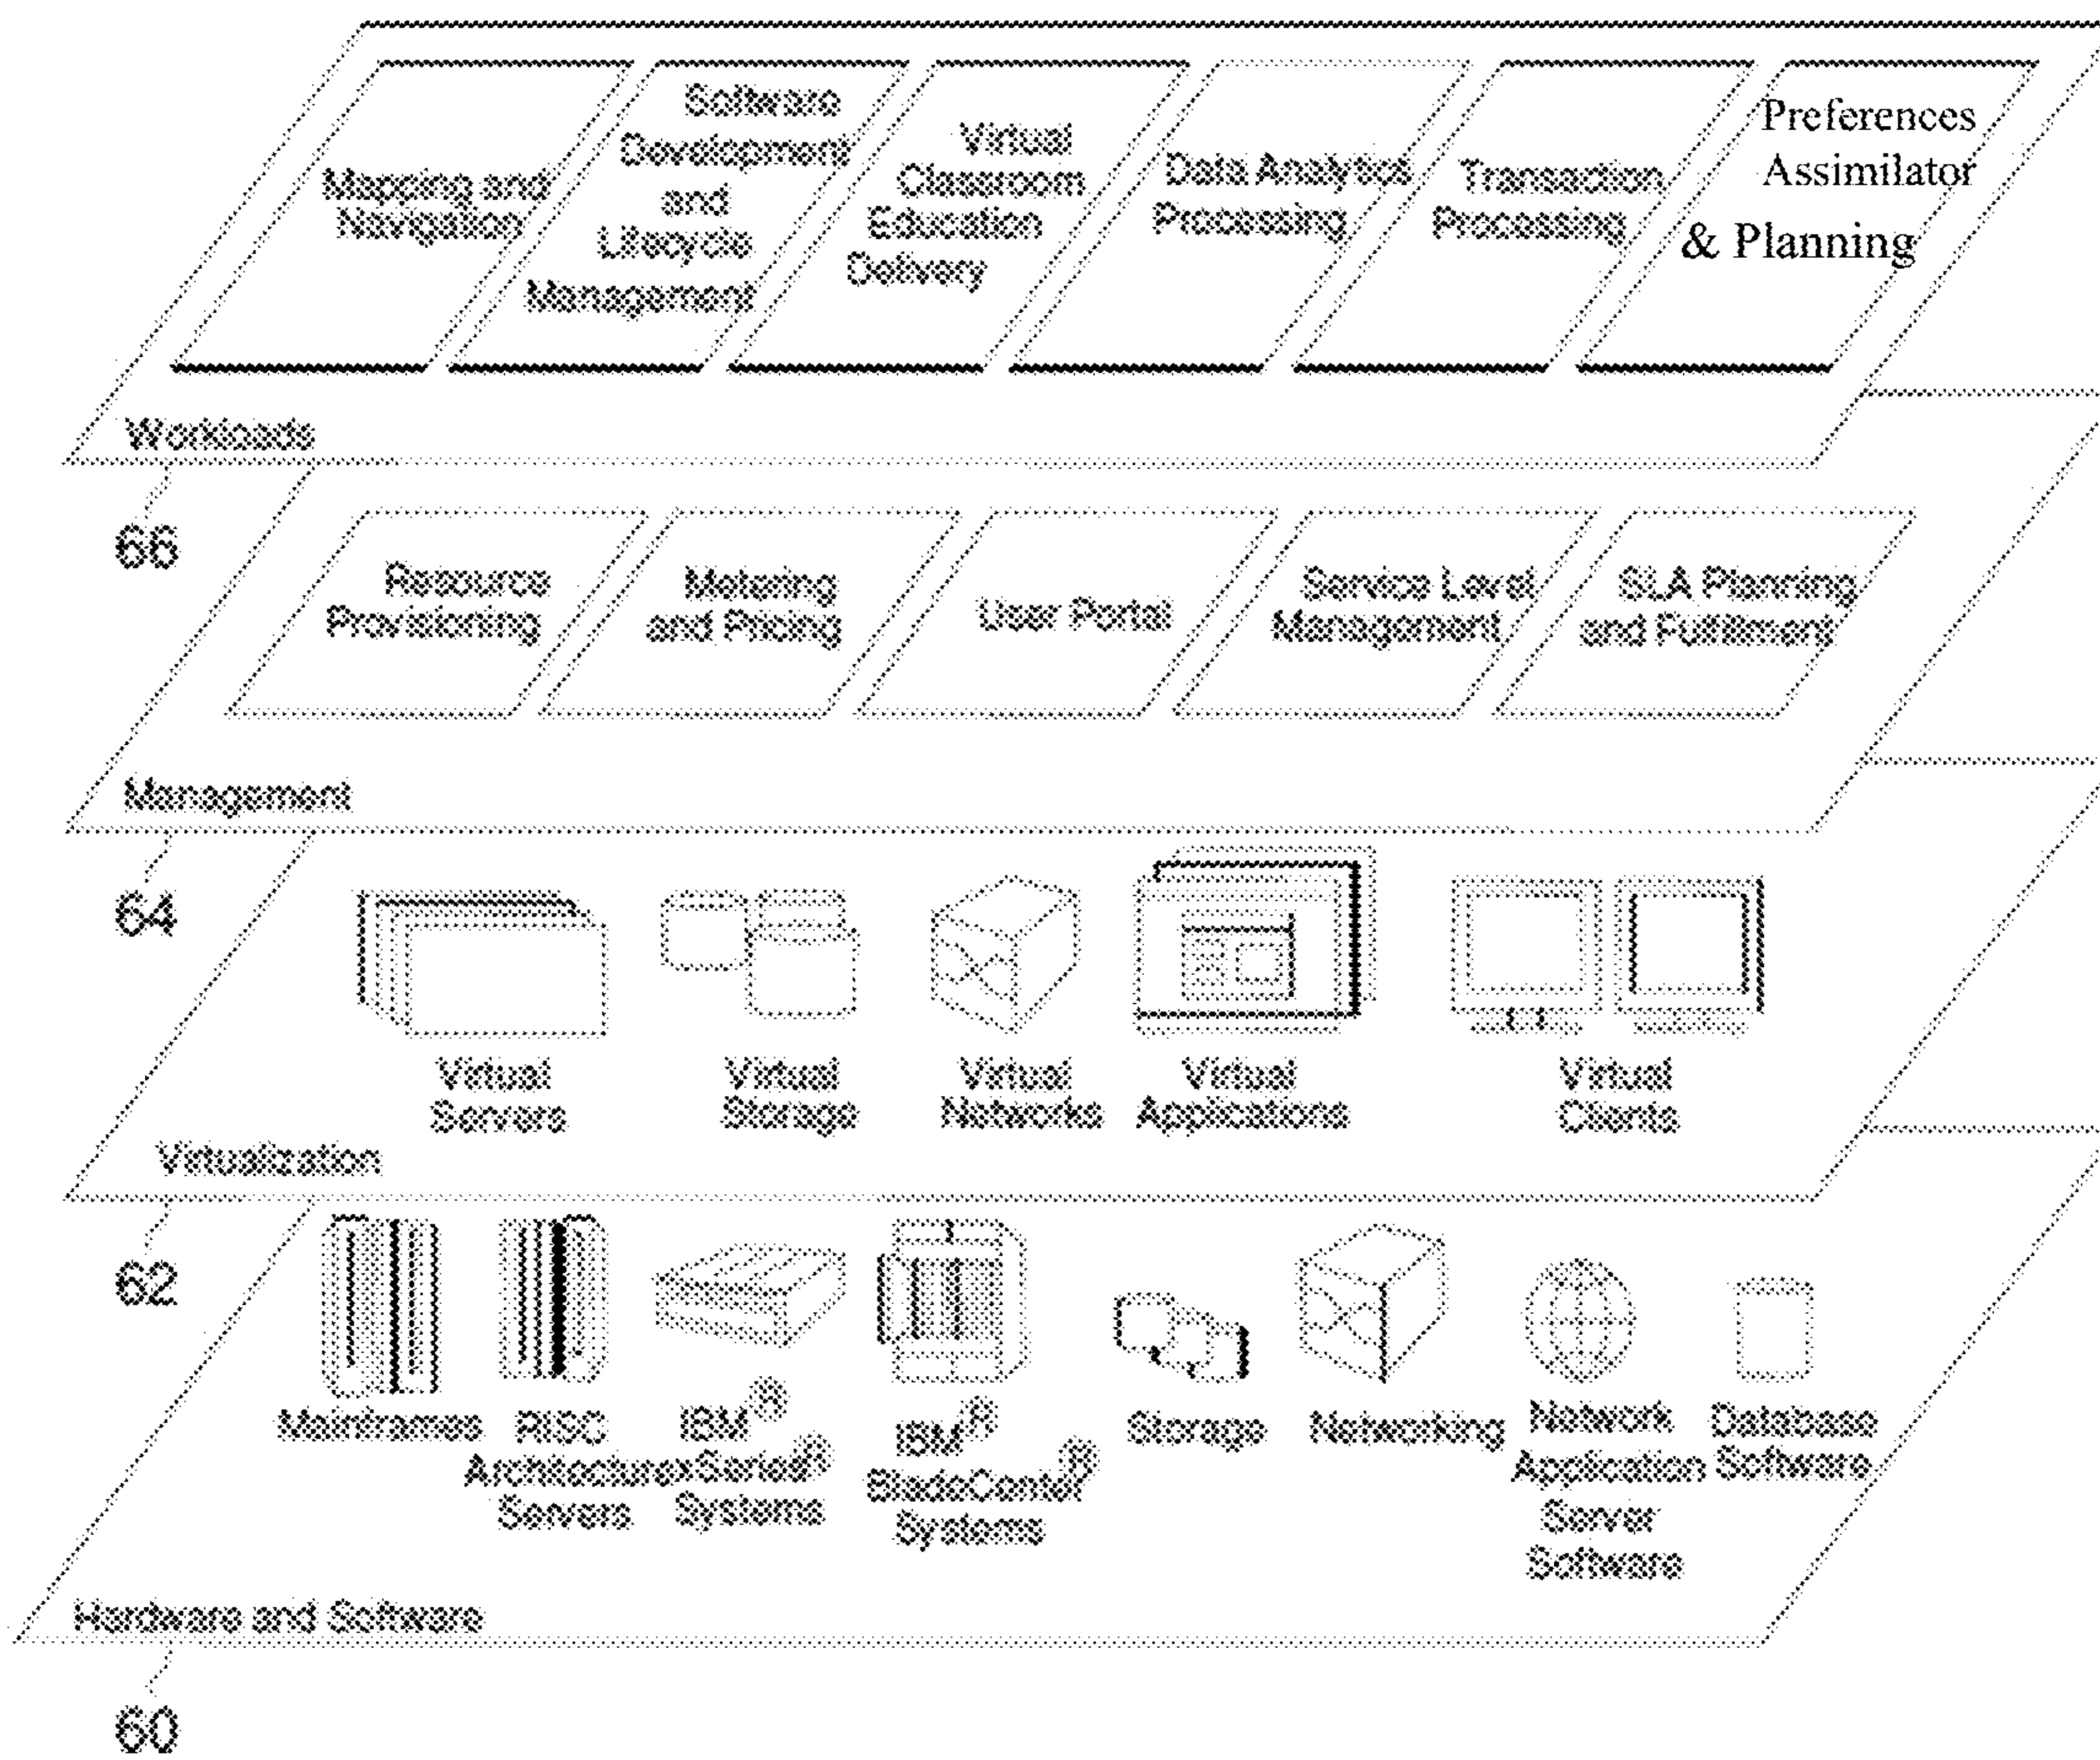 Mapping and
Navigation
Software
Development
and
Lifecycle
Management
Virtual
Classroom
Education
Delivery
Data Analytics
Processing
Transaction
Processing
Preferences
Assimilator
& Planning
Workloads
66
Resource
Provisioning
Metering
and Pricing
User Portal
Service Level
Management
SLA Planning
and Fulfillment
Management
64
Virtual
Servers
Virtual
Storage
Virtual
Networks
Virtual
Applications
Virtual
Clients
Virtualization
62
Mainframes
RISC
Architecture
Servers
IBM®
xSeries®
Systems
IBM®
BladeCenter®
Systems
Storage
Networking
Network
Application
Server
Software
Database
Software
Hardware and Software
60